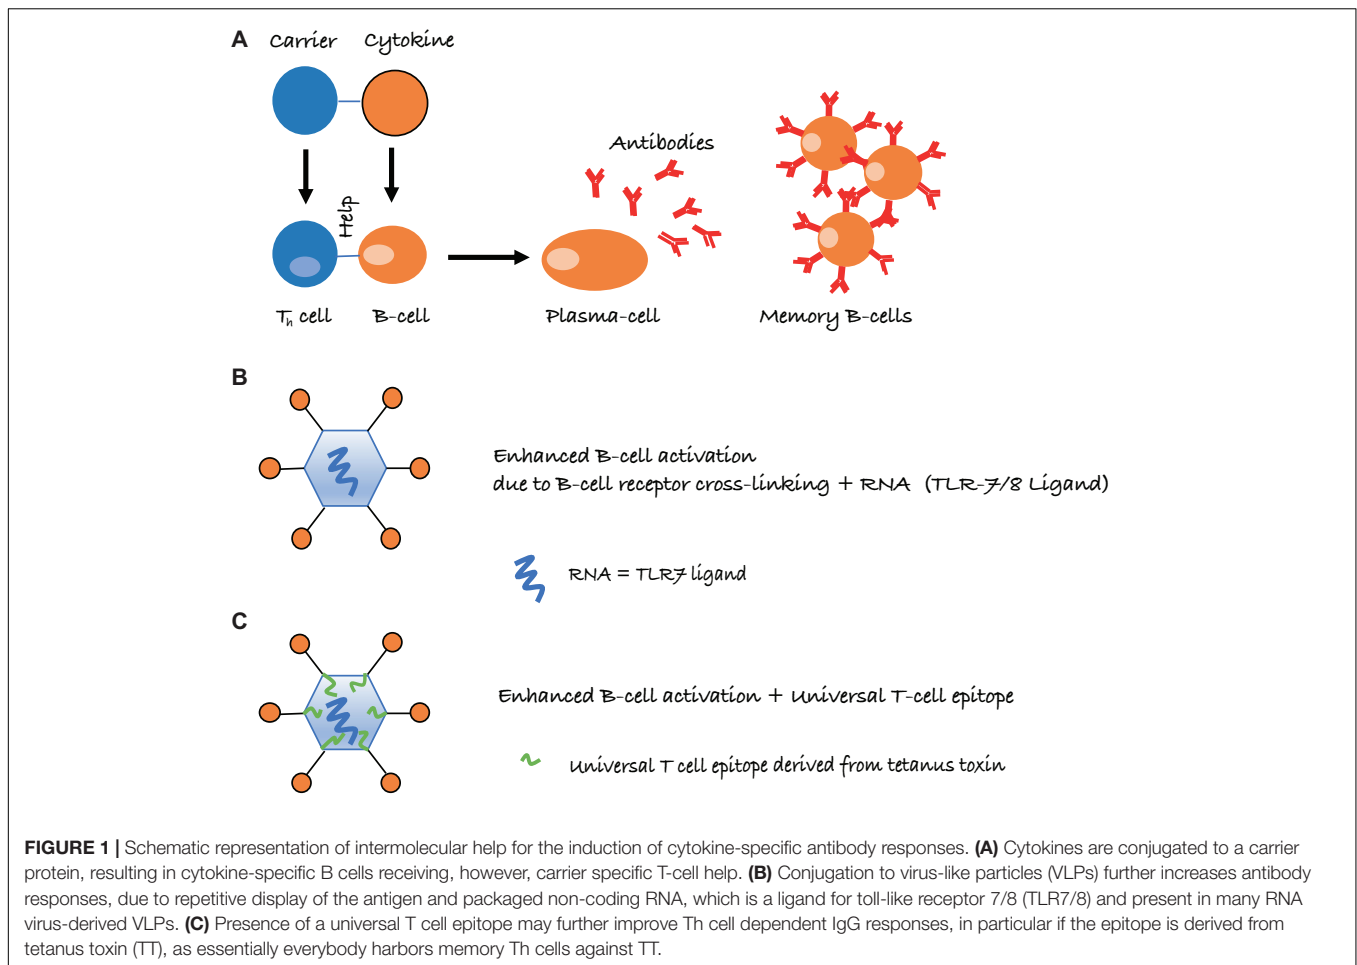 A Carrier Cytokine
Antibodies
Help
Th cell B-cell Plasma-cell Memory B-cells
B
Enhanced B-cell activation
due to B-cell receptor cross-linking + RNA (TLR-7/8 Ligand)
RNA = TLR7 ligand
C
Enhanced B-cell activation + Universal T-cell epitope
Universal T cell epitope derived from tetanus toxin
FIGURE 1 | Schematic representation of intermolecular help for the induction of cytokine-specific antibody responses. (A) Cytokines are conjugated to a carrier
protein, resulting in cytokine-specific B cells receiving, however, carrier specific T-cell help. (B) Conjugation to virus-like particles (VLPs) further increases antibody
responses, due to repetitive display of the antigen and packaged non-coding RNA, which is a ligand for toll-like receptor 7/8 (TLR7/8) and present in many RNA
virus-derived VLPs. (C) Presence of a universal T cell epitope may further improve Th cell dependent IgG responses, in particular if the epitope is derived from
tetanus toxin (TT), as essentially everybody harbors memory Th cells against TT.